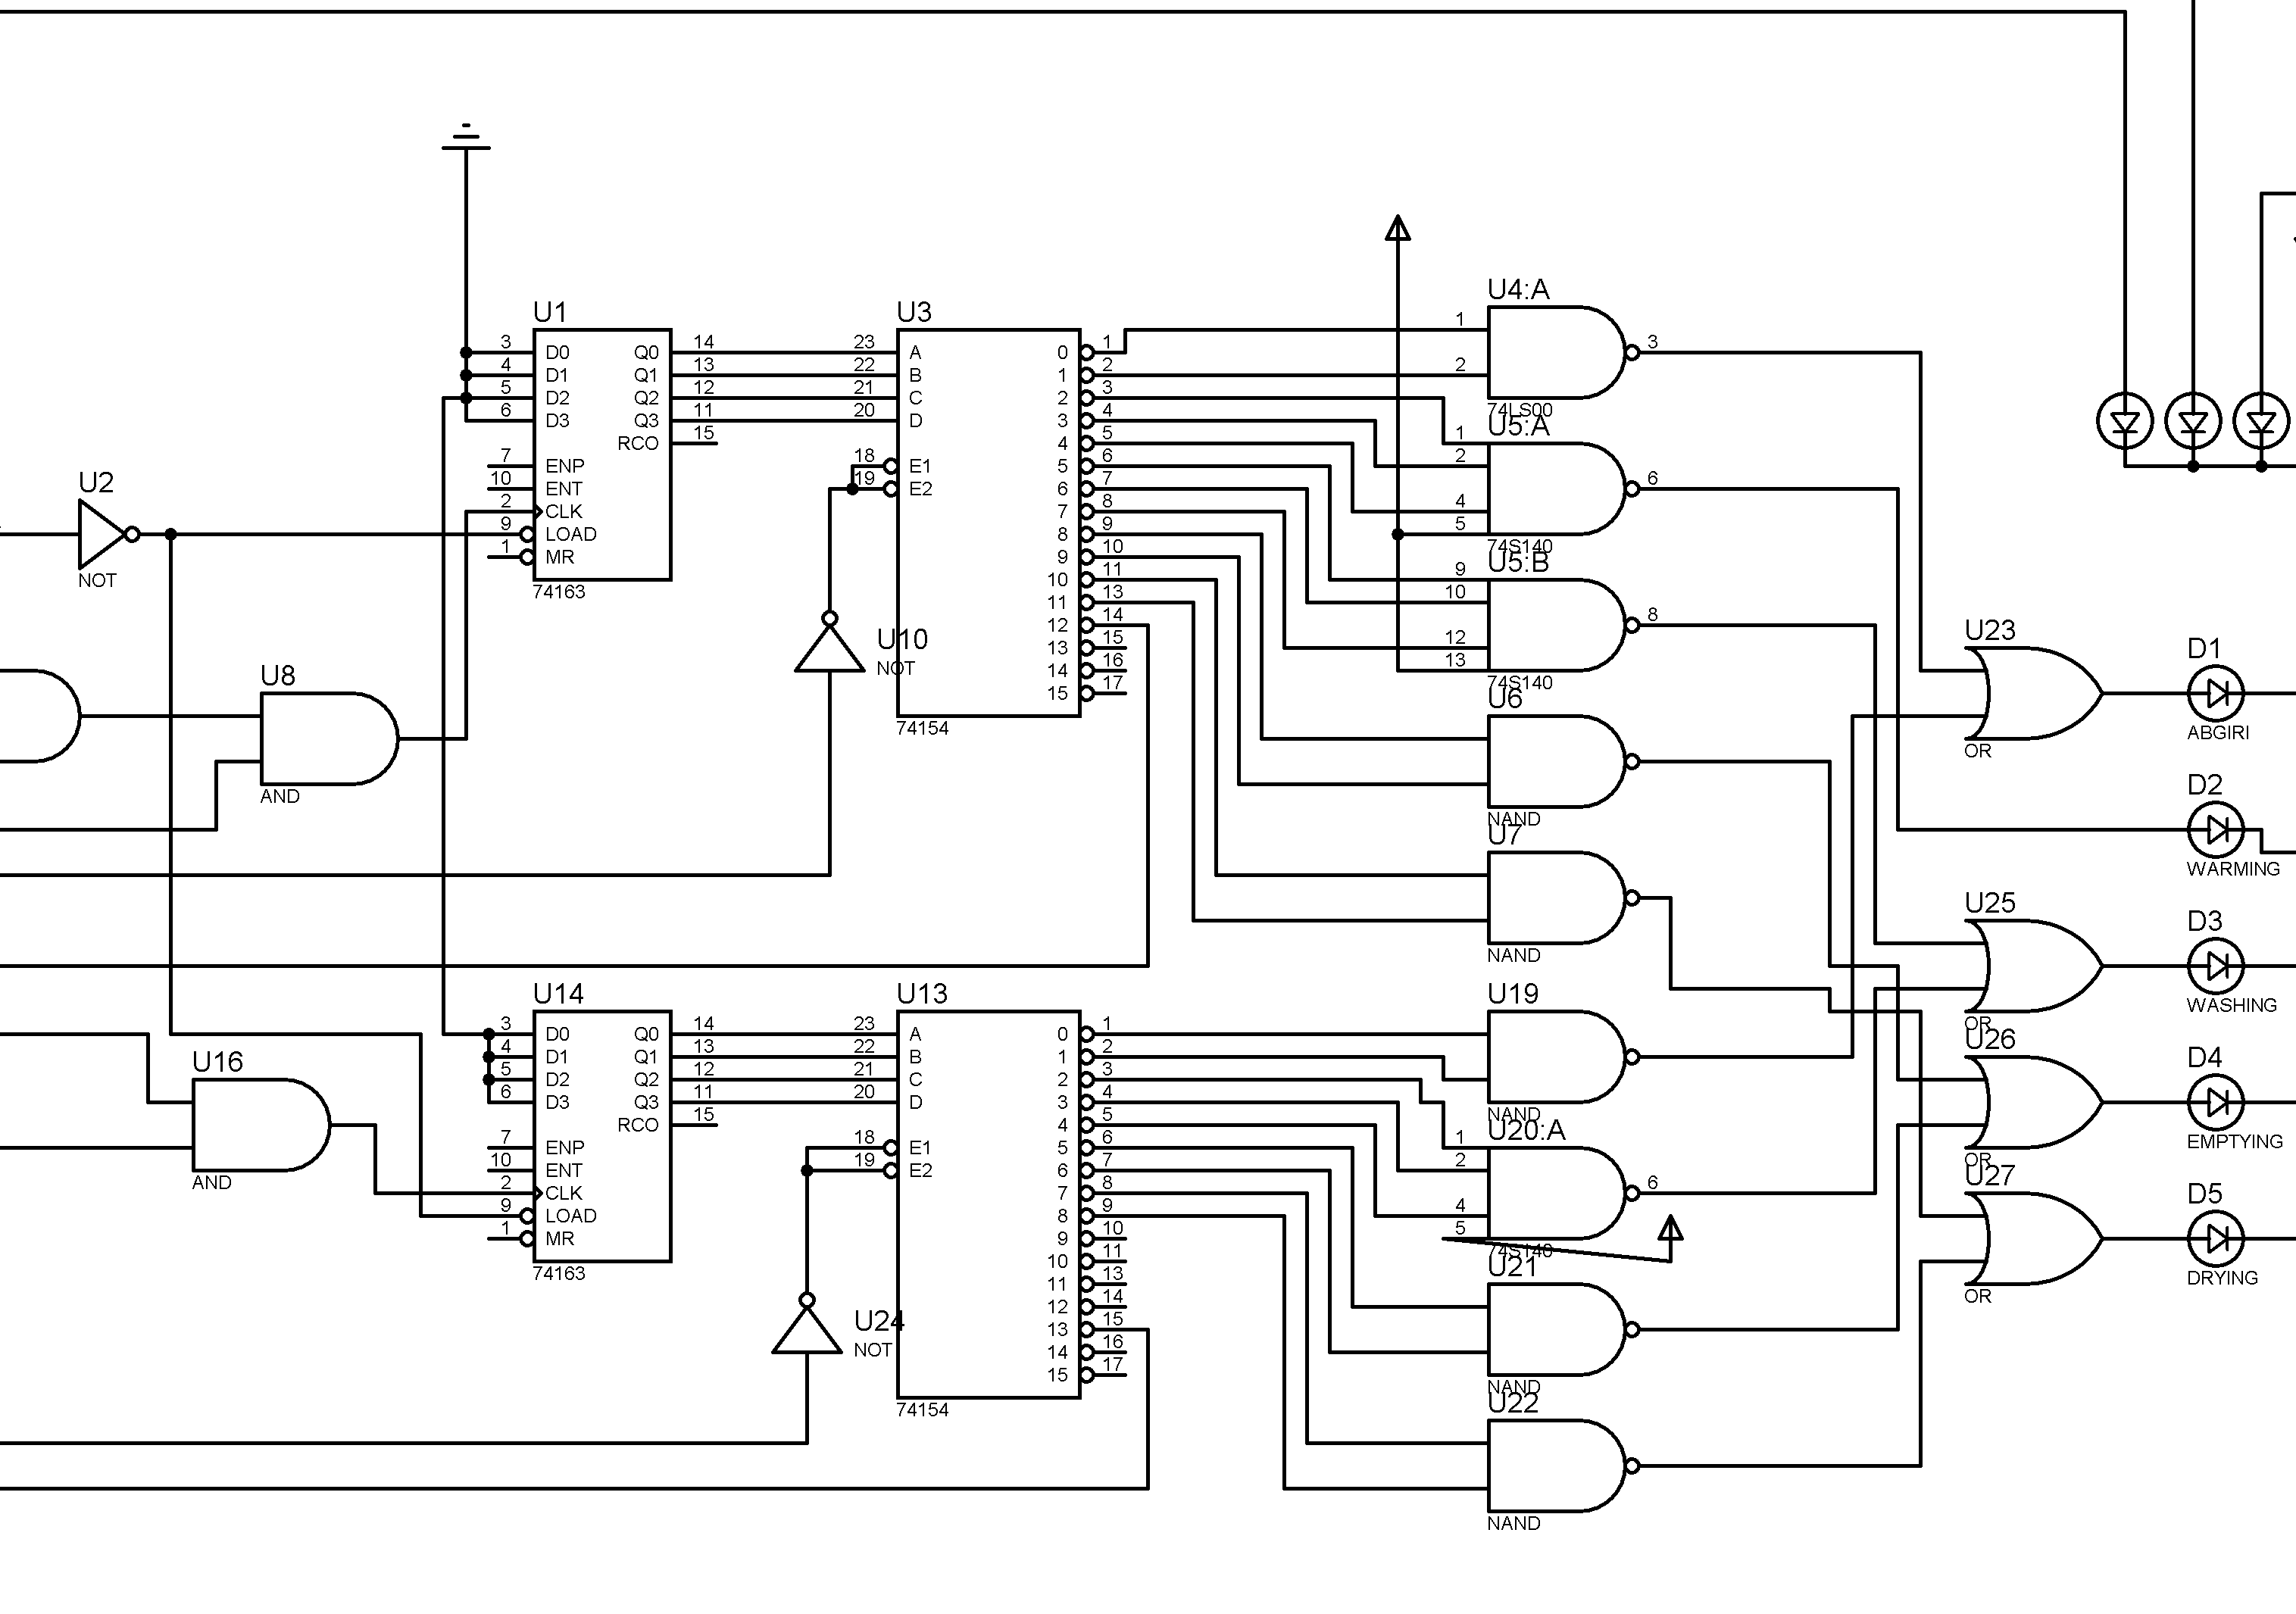 U1
3 D0 Q0 14
4 D1 Q1 13
5 D2 Q2 12
6 D3 Q3 11
RCO 15
7 ENP
10 ENT
2 CLK
9 LOAD
1 MR
74163
U3
23 A 0 1
22 B 1 2
21 C 2 3
20 D 3 4
4 5
18 E1 5 6
19 E2 6 7
7 8
8 9
9 10
10 11
11 13
12 14
13 15
14 16
15 17
74154
U2
NOT
U8
AND
U10
NOT
U4:A
1
2
3
74LS00
U5:A
1
2
4
5
6
74S140
U5:B
9
10
12
13
8
74S140
U6
NAND
U7
NAND
U23
OR
D1
ABGIRI
D2
WARMING
U25
OR
D3
WASHING
U26
OR
D4
EMPTYING
U27
OR
D5
DRYING
U16
AND
U14
3 D0 Q0 14
4 D1 Q1 13
5 D2 Q2 12
6 D3 Q3 11
RCO 15
7 ENP
10 ENT
2 CLK
9 LOAD
1 MR
74163
U13
23 A 0 1
22 B 1 2
21 C 2 3
20 D 3 4
4 5
18 E1 5 6
19 E2 6 7
7 8
8 9
9 10
10 11
11 13
12 14
13 15
14 16
15 17
74154
U24
NOT
U19
NAND
U20:A
1
2
4
5
6
74S140
U21
NAND
U22
NAND